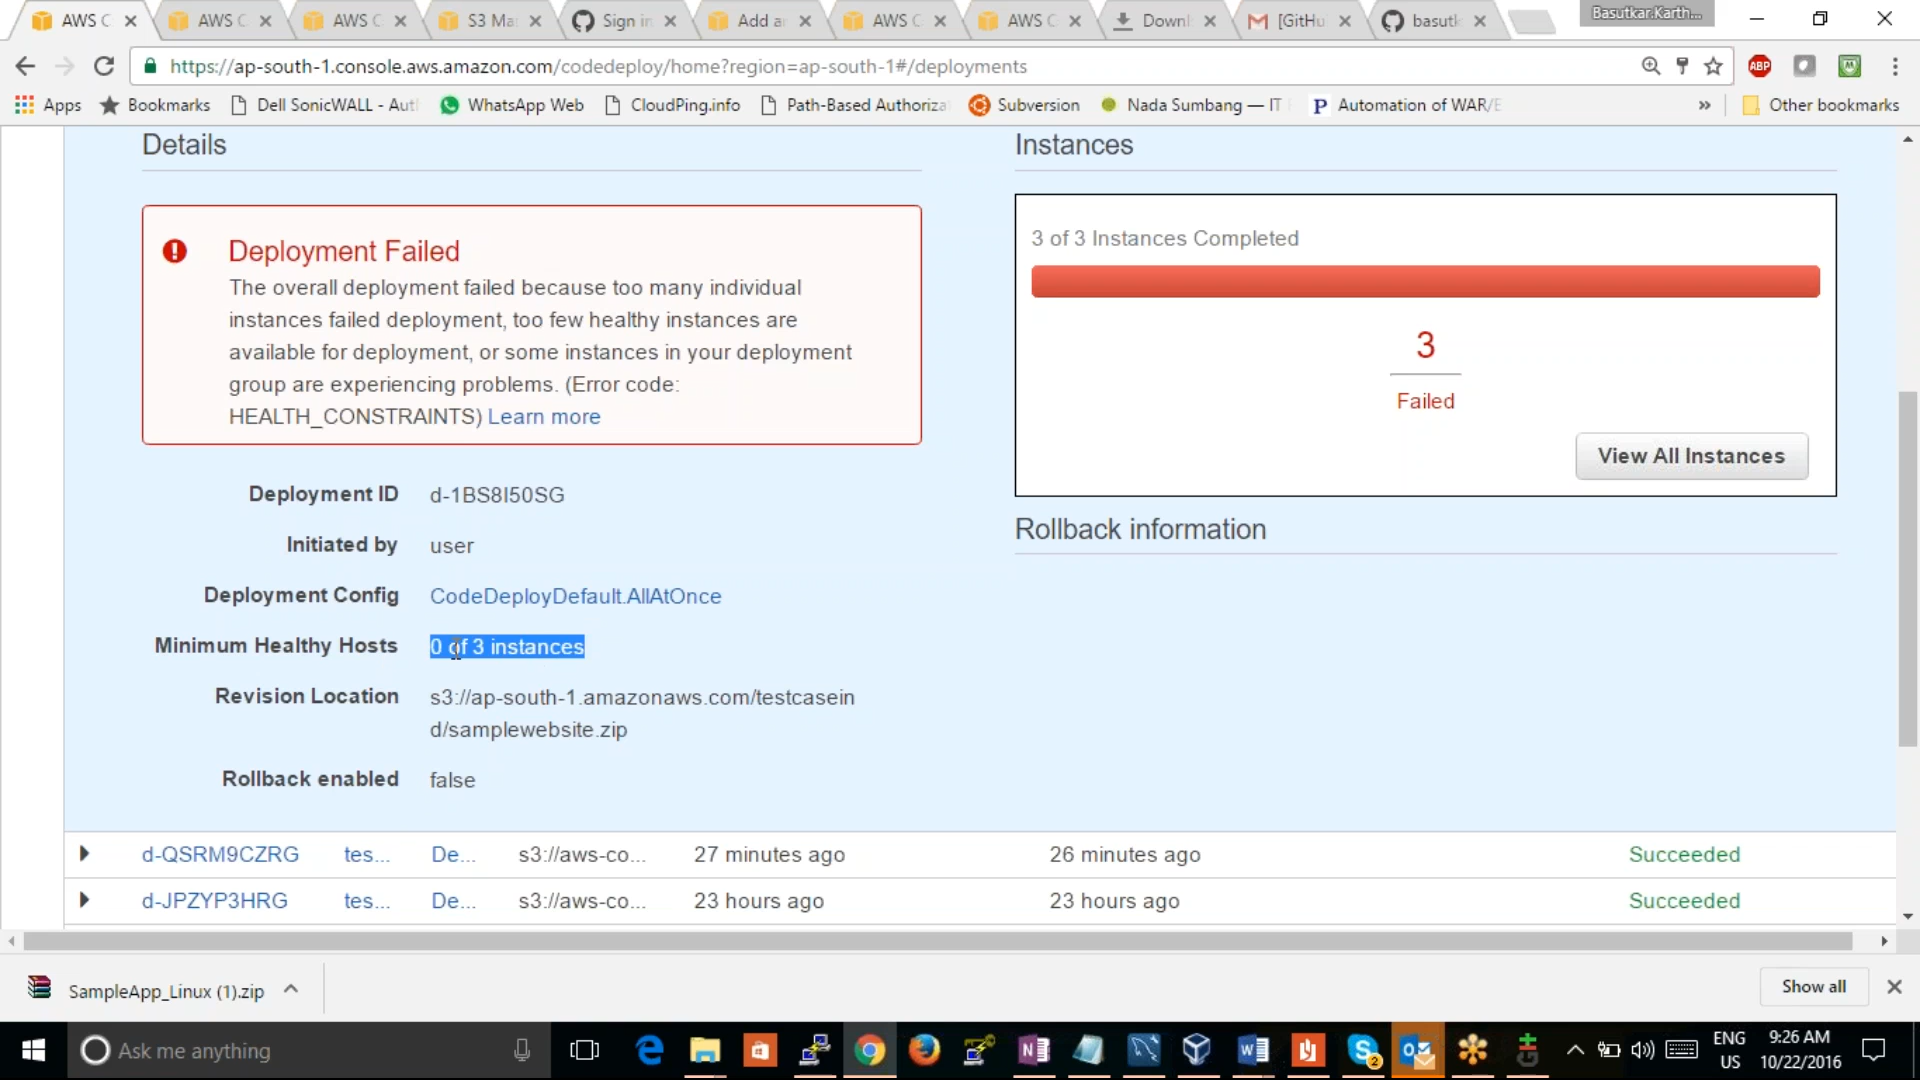 AWS C
AWS C
AWS C
S3 Ma
Sign in
Add a
AWS C
AWS C
Downl
[GitHu
basutk
Basutkar.Karth...
https://ap-south-1.console.aws.amazon.com/codedeploy/home?region=ap-south-1#/deployments
ABP
Apps
Bookmarks
Dell SonicWALL - Aut
WhatsApp Web
CloudPing.info
Path-Based Authoriza
Subversion
Nada Sumbang — IT
Automation of WAR/E
»
Other bookmarks
Details
Instances
Deployment Failed
The overall deployment failed because too many individual
instances failed deployment, too few healthy instances are
available for deployment, or some instances in your deployment
group are experiencing problems. (Error code:
HEALTH_CONSTRAINTS) Learn more
3 of 3 Instances Completed
3
Failed
View All Instances
Deployment ID d-1BS8I50SG
Initiated by user
Deployment Config CodeDeployDefault.AllAtOnce
Minimum Healthy Hosts 0 of 3 instances
Revision Location s3://ap-south-1.amazonaws.com/testcasein
d/samplewebsite.zip
Rollback enabled false
Rollback information
d-QSRM9CZRG tes... De... s3://aws-co... 27 minutes ago 26 minutes ago Succeeded
d-JPZYP3HRG tes... De... s3://aws-co... 23 hours ago 23 hours ago Succeeded
SampleApp_Linux (1).zip
Show all
Ask me anything
2
ENG
US
9:26 AM
10/22/2016